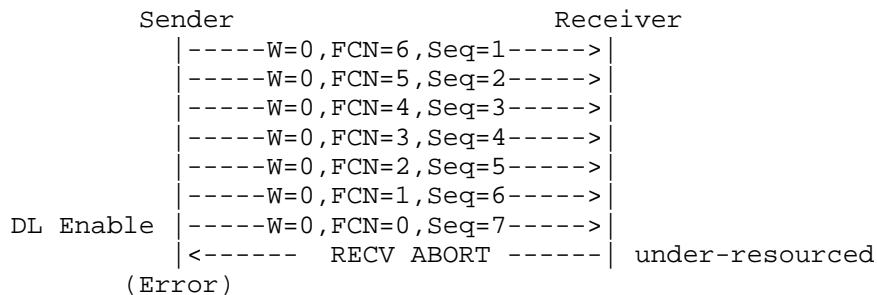 Sender Receiver
|-----W=0,FCN=6,Seq=1----->|
|-----W=0,FCN=5,Seq=2----->|
|-----W=0,FCN=4,Seq=3----->|
|-----W=0,FCN=3,Seq=4----->|
|-----W=0,FCN=2,Seq=5----->|
|-----W=0,FCN=1,Seq=6----->|
DL Enable |-----W=0,FCN=0,Seq=7----->|
|<------ RECV ABORT ------| under-resourced
(Error)